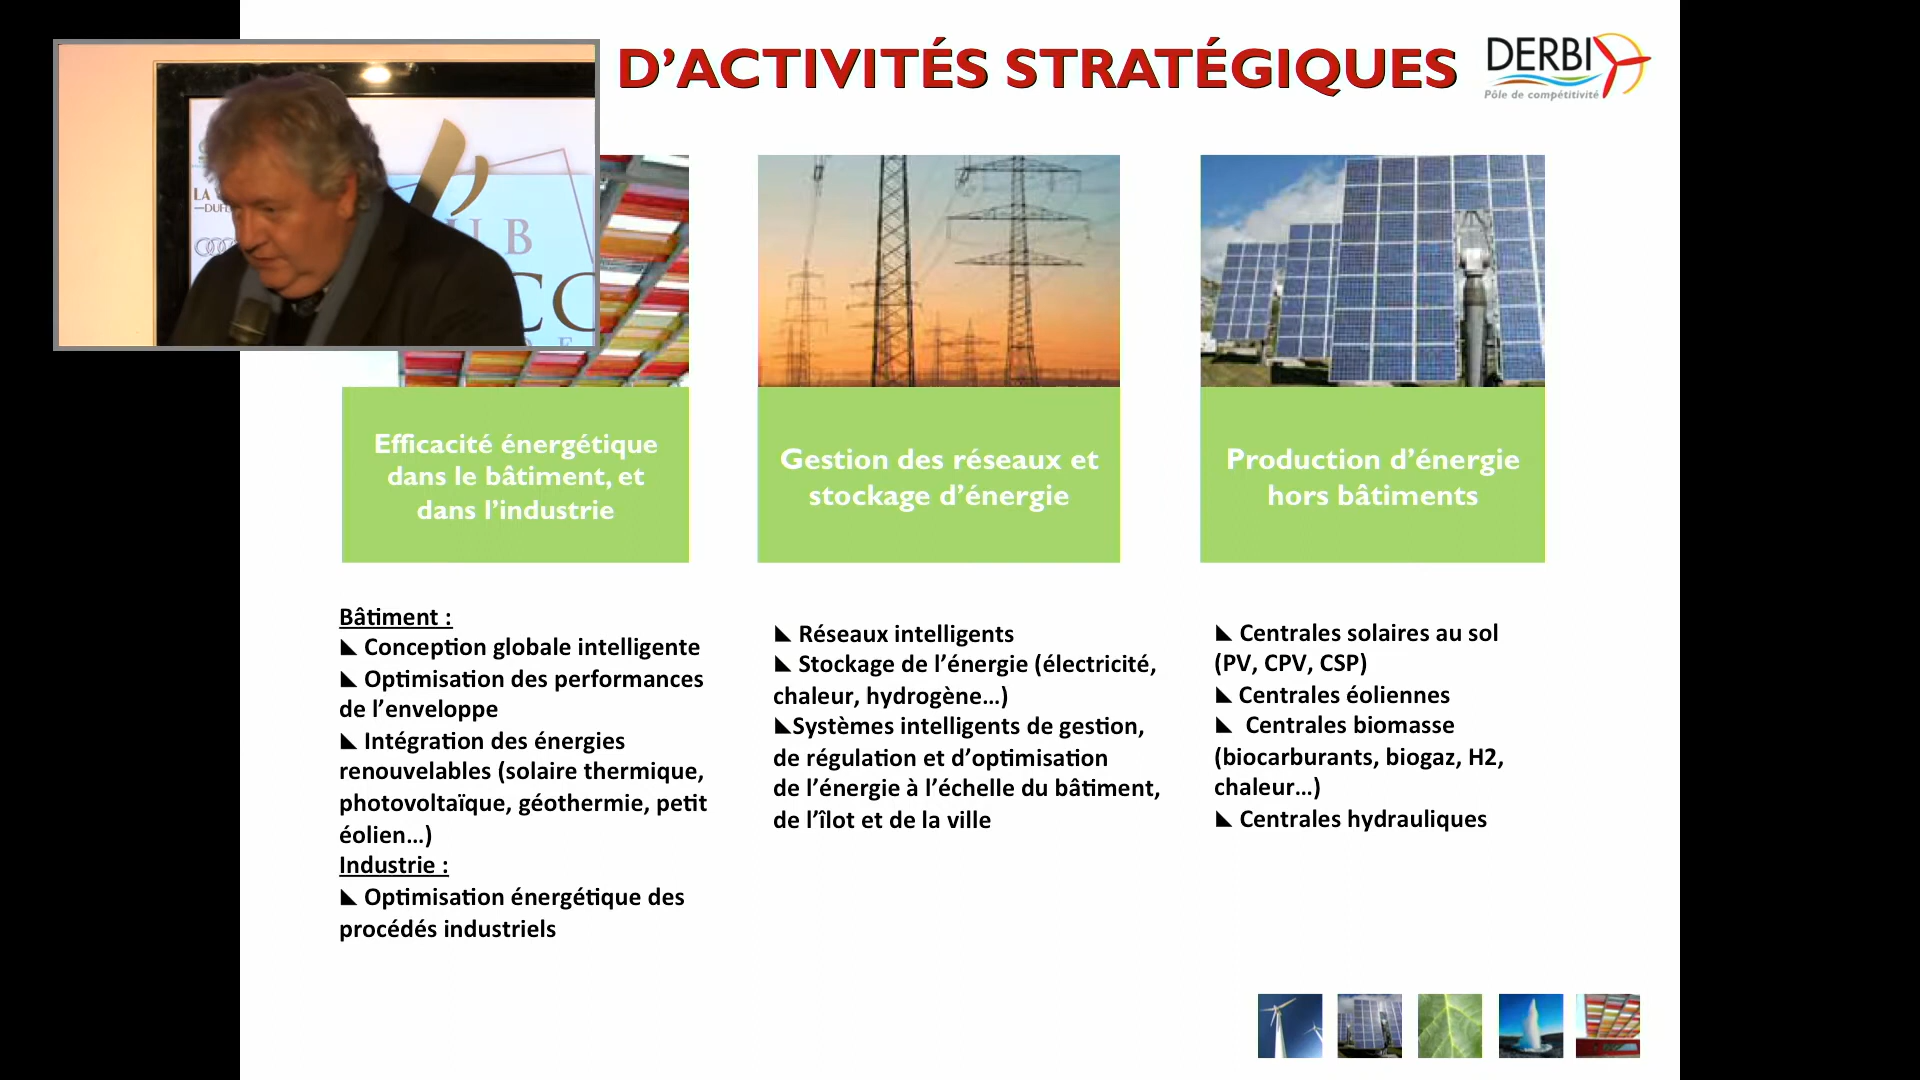 D’ACTIVITÉS STRATÉGIQUES
DERBI
Pôle de compétitivité
LA
UB
Efficacité énergétique
dans le bâtiment, et
dans l’industrie
Gestion des réseaux et
stockage d’énergie
Production d’énergie
hors bâtiments
Bâtiment :
◣ Conception globale intelligente
◣ Optimisation des performances
de l’enveloppe
◣ Intégration des énergies
renouvelables (solaire thermique,
photovoltaïque, géothermie, petit
éolien…)
Industrie :
◣ Optimisation énergétique des
procédés industriels
◣ Réseaux intelligents
◣ Stockage de l’énergie (électricité,
chaleur, hydrogène…)
◣Systèmes intelligents de gestion,
de régulation et d’optimisation
de l’énergie à l’échelle du bâtiment,
de l’îlot et de la ville
◣ Centrales solaires au sol
(PV, CPV, CSP)
◣ Centrales éoliennes
◣ Centrales biomasse
(biocarburants, biogaz, H2,
chaleur…)
◣ Centrales hydrauliques